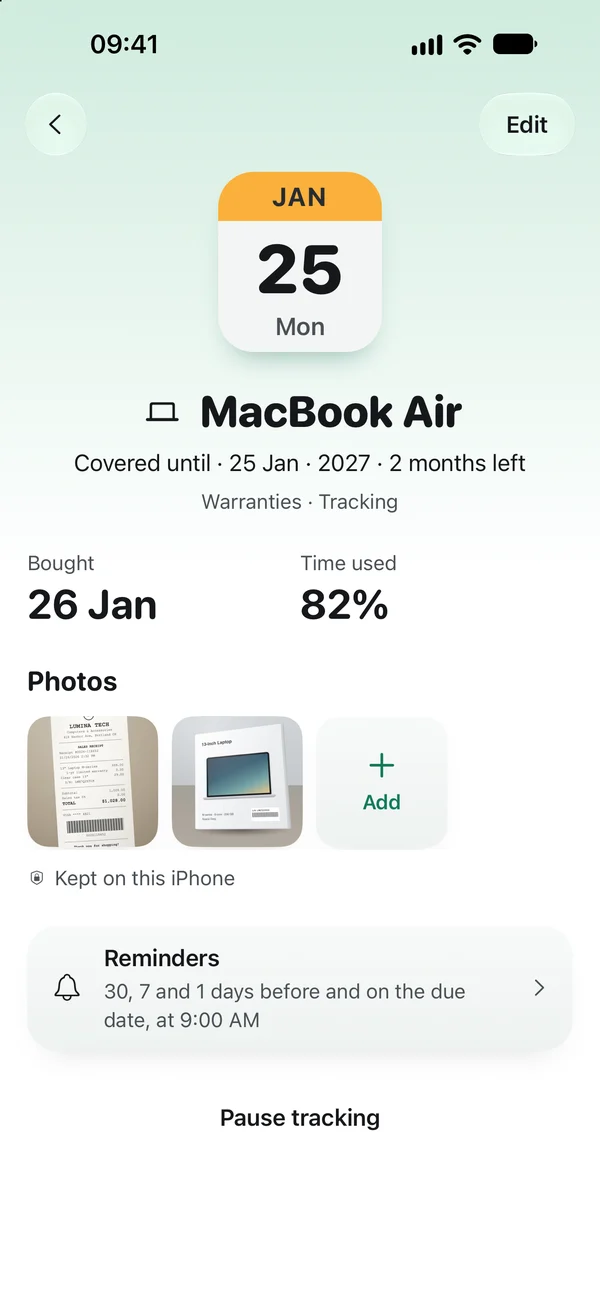 09:41
Edit
JAN
25
Mon
MacBook Air
Covered until · 25 Jan · 2027 · 2 months left
Warranties · Tracking
Bought
Time used
26 Jan
82%
Photos
LUMINA TECH
SALES RECEIPT
TOTAL $1,028.00
13-inch Laptop
Add
Kept on this iPhone
Reminders
30, 7 and 1 days before and on the due
date, at 9:00 AM
Pause tracking